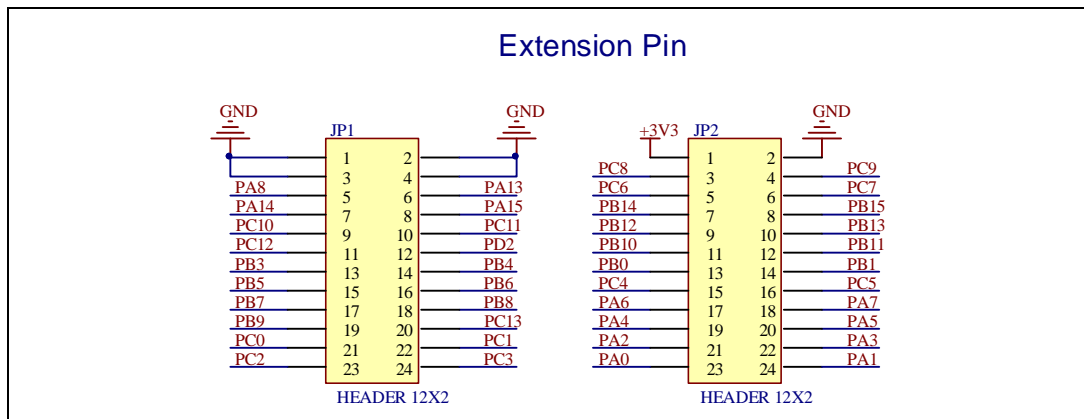 Extension Pin
GND GND +3V3 GND
JP1 JP2
1 2 1 2
3 4 PC8 3 4 PC9
PA8 5 6 PA13 PC6 5 6 PC7
PA14 7 8 PA15 PB14 7 8 PB15
PC10 9 10 PC11 PB12 9 10 PB13
PC12 11 12 PD2 PB10 11 12 PB11
PB3 13 14 PB4 PB0 13 14 PB1
PB5 15 16 PB6 PC4 15 16 PC5
PB7 17 18 PB8 PA6 17 18 PA7
PB9 19 20 PC13 PA4 19 20 PA5
PC0 21 22 PC1 PA2 21 22 PA3
PC2 23 24 PC3 PA0 23 24 PA1
HEADER 12X2 HEADER 12X2